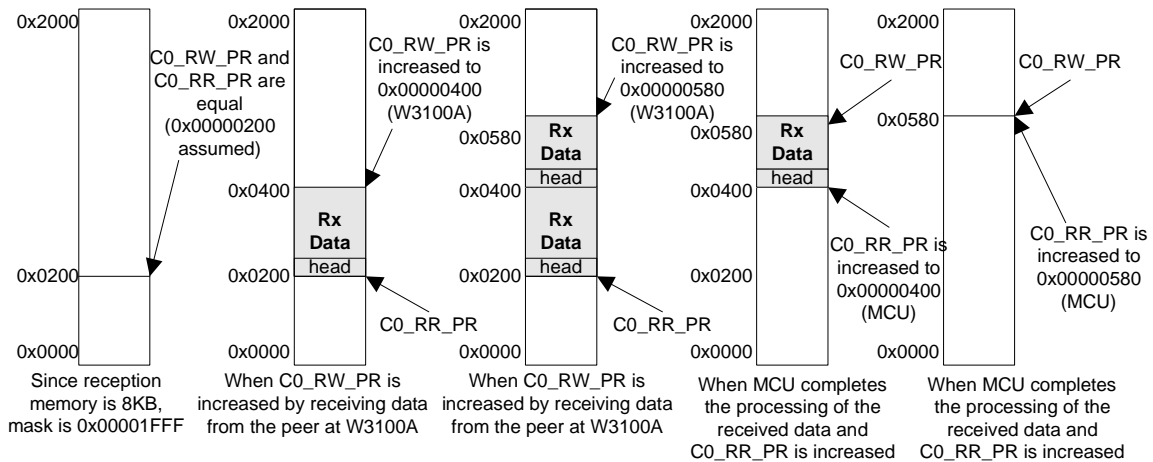 0x2000
C0_RW_PR and
C0_RR_PR are
equal
(0x00000200
assumed)
0x0200
0x0000
Since reception
memory is 8KB,
mask is 0x00001FFF
0x2000
C0_RW_PR is
increased to
0x00000400
(W3100A)
0x0400
Rx
Data
head
0x0200
C0_RR_PR
0x0000
When C0_RW_PR is
increased by receiving data
from the peer at W3100A
0x2000
C0_RW_PR is
increased to
0x00000580
(W3100A)
0x0580
Rx
Data
head
0x0400
Rx
Data
head
0x0200
C0_RR_PR
0x0000
When C0_RW_PR is
increased by receiving data
from the peer at W3100A
0x2000
C0_RW_PR
0x0580
Rx
Data
head
0x0400
C0_RR_PR is
increased to
0x00000400
(MCU)
0x0200
0x0000
When MCU completes
the processing of the
received data and
C0_RR_PR is increased
0x2000
C0_RW_PR
0x0580
C0_RR_PR is
increased to
0x00000580
(MCU)
0x0000
When MCU completes
the processing of the
received data and
C0_RR_PR is increased